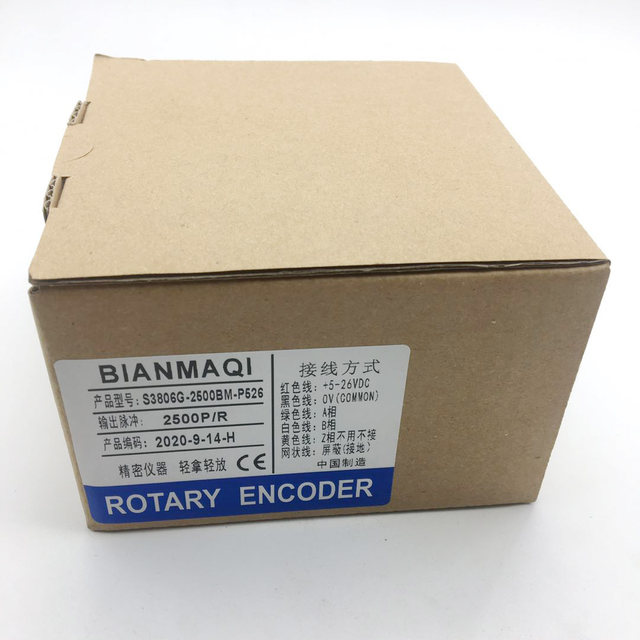 BIANMAQI
产品型号: S3806G-2500BM-P526
输出脉冲: 2500P/R
产品编码: 2020-9-14-H
精密仪器 轻拿轻放 CE
接线方式
红色线: +5-26VDC
黑色线: 0V(COMMON)
绿色线: A相
白色线: B相
黄色线: Z相不用不接
网状线: 屏蔽(接地)
中国制造
ROTARY ENCODER